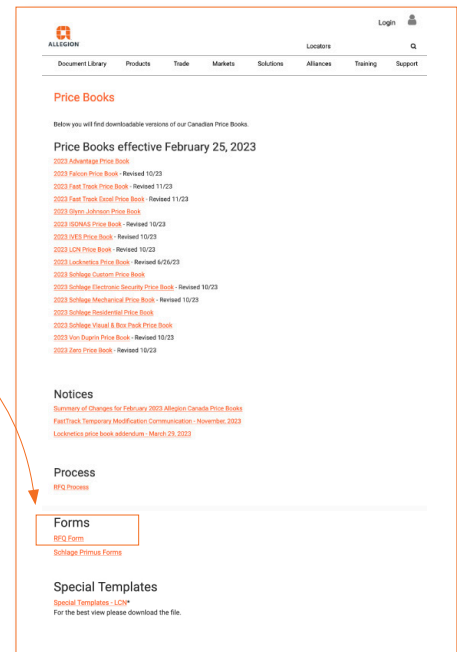 Login
ALLEGION
Locators
Document Library Products Trade Markets Solutions Alliances Training Support
Price Books
Below you will find downloadable versions of our Canadian Price Books.
Price Books effective February 25, 2023
2023 Advantage Price Book
2023 Falcon Price Book - Revised 10/23
2023 Fast Track Price Book - Revised 11/23
2023 Fast Track Excel Price Book - Revised 11/23
2023 Glynn Johnson Price Book
2023 ISONAS Price Book - Revised 10/23
2023 IVES Price Book - Revised 10/23
2023 LCN Price Book - Revised 10/23
2023 Locknetics Price Book - Revised 6/26/23
2023 Schlage Custom Price Book
2023 Schlage Electronic Security Price Book - Revised 10/23
2023 Schlage Mechanical Price Book - Revised 10/23
2023 Schlage Residential Price Book
2023 Schlage Visual & Box Pack Price Book
2023 Von Duprin Price Book - Revised 10/23
2023 Zero Price Book - Revised 10/23
Notices
Summary of Changes for February 2023 Allegion Canada Price Books
FastTrack Temporary Modification Communication - November, 2023
Locknetics price book addendum - March 29, 2023
Process
RFQ Process
Forms
RFQ Form
Schlage Primus Forms
Special Templates
Special Templates - LCN*
For the best view please download the file.